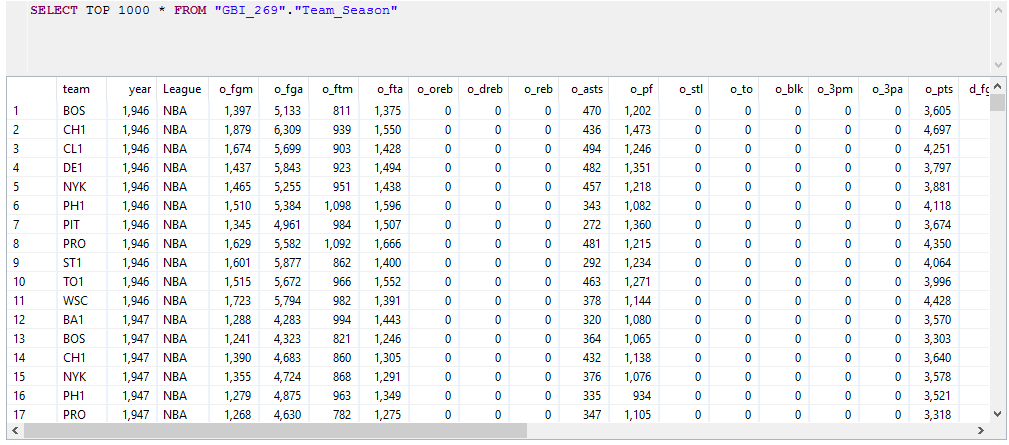 SELECT TOP 1000 * FROM "GBI_269"."Team_Season"
team year League o_fgm o_fga o_ftm o_fta o_oreb o_dreb o_reb o_asts o_pf o_stl o_to o_blk o_3pm o_3pa o_pts d_fg
1 BOS 1,946 NBA 1,397 5,133 811 1,375 0 0 0 470 1,202 0 0 0 0 0 3,605
2 CH1 1,946 NBA 1,879 6,309 939 1,550 0 0 0 436 1,473 0 0 0 0 0 4,697
3 CL1 1,946 NBA 1,674 5,699 903 1,428 0 0 0 494 1,246 0 0 0 0 0 4,251
4 DE1 1,946 NBA 1,437 5,843 923 1,494 0 0 0 482 1,351 0 0 0 0 0 3,797
5 NYK 1,946 NBA 1,465 5,255 951 1,438 0 0 0 457 1,218 0 0 0 0 0 3,881
6 PH1 1,946 NBA 1,510 5,384 1,098 1,596 0 0 0 343 1,082 0 0 0 0 0 4,118
7 PIT 1,946 NBA 1,345 4,961 984 1,507 0 0 0 272 1,360 0 0 0 0 0 3,674
8 PRO 1,946 NBA 1,629 5,582 1,092 1,666 0 0 0 481 1,215 0 0 0 0 0 4,350
9 ST1 1,946 NBA 1,601 5,877 862 1,400 0 0 0 292 1,234 0 0 0 0 0 4,064
10 TO1 1,946 NBA 1,515 5,672 966 1,552 0 0 0 463 1,271 0 0 0 0 0 3,996
11 WSC 1,946 NBA 1,723 5,794 982 1,391 0 0 0 378 1,144 0 0 0 0 0 4,428
12 BA1 1,947 NBA 1,288 4,283 994 1,443 0 0 0 320 1,080 0 0 0 0 0 3,570
13 BOS 1,947 NBA 1,241 4,323 821 1,246 0 0 0 364 1,065 0 0 0 0 0 3,303
14 CH1 1,947 NBA 1,390 4,683 860 1,305 0 0 0 432 1,138 0 0 0 0 0 3,640
15 NYK 1,947 NBA 1,355 4,724 868 1,291 0 0 0 376 1,076 0 0 0 0 0 3,578
16 PH1 1,947 NBA 1,279 4,875 963 1,349 0 0 0 335 934 0 0 0 0 0 3,521
17 PRO 1,947 NBA 1,268 4,630 782 1,275 0 0 0 347 1,105 0 0 0 0 0 3,318